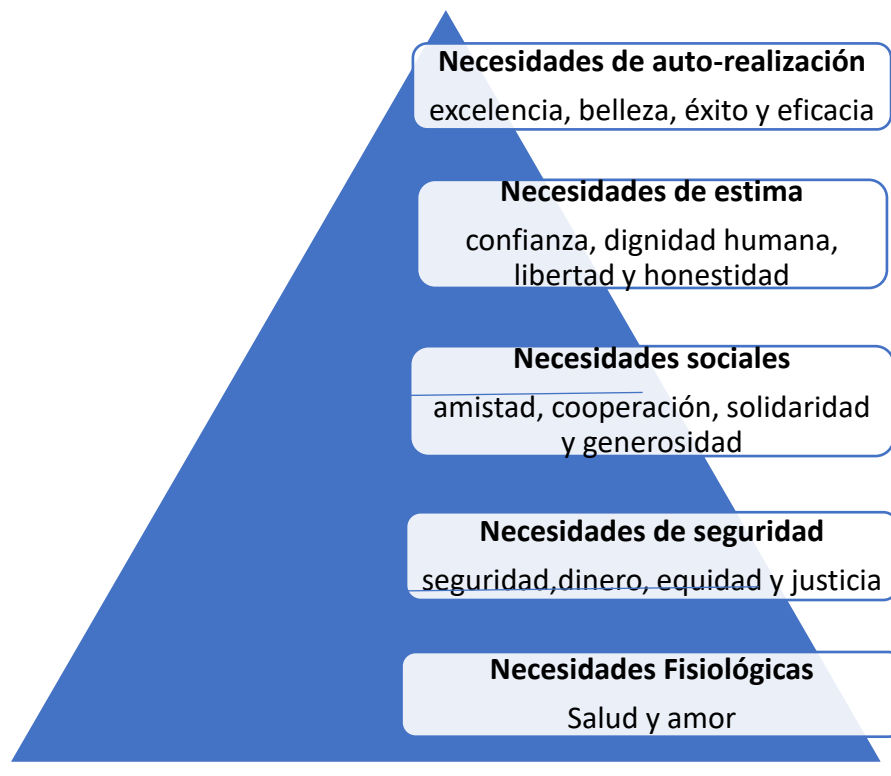 Necesidades de auto-realización
excelencia, belleza, éxito y eficacia
Necesidades de estima
confianza, dignidad humana,
libertad y honestidad
Necesidades sociales
amistad, cooperación, solidaridad
y generosidad
Necesidades de seguridad
seguridad,dinero, equidad y justicia
Necesidades Fisiológicas
Salud y amor